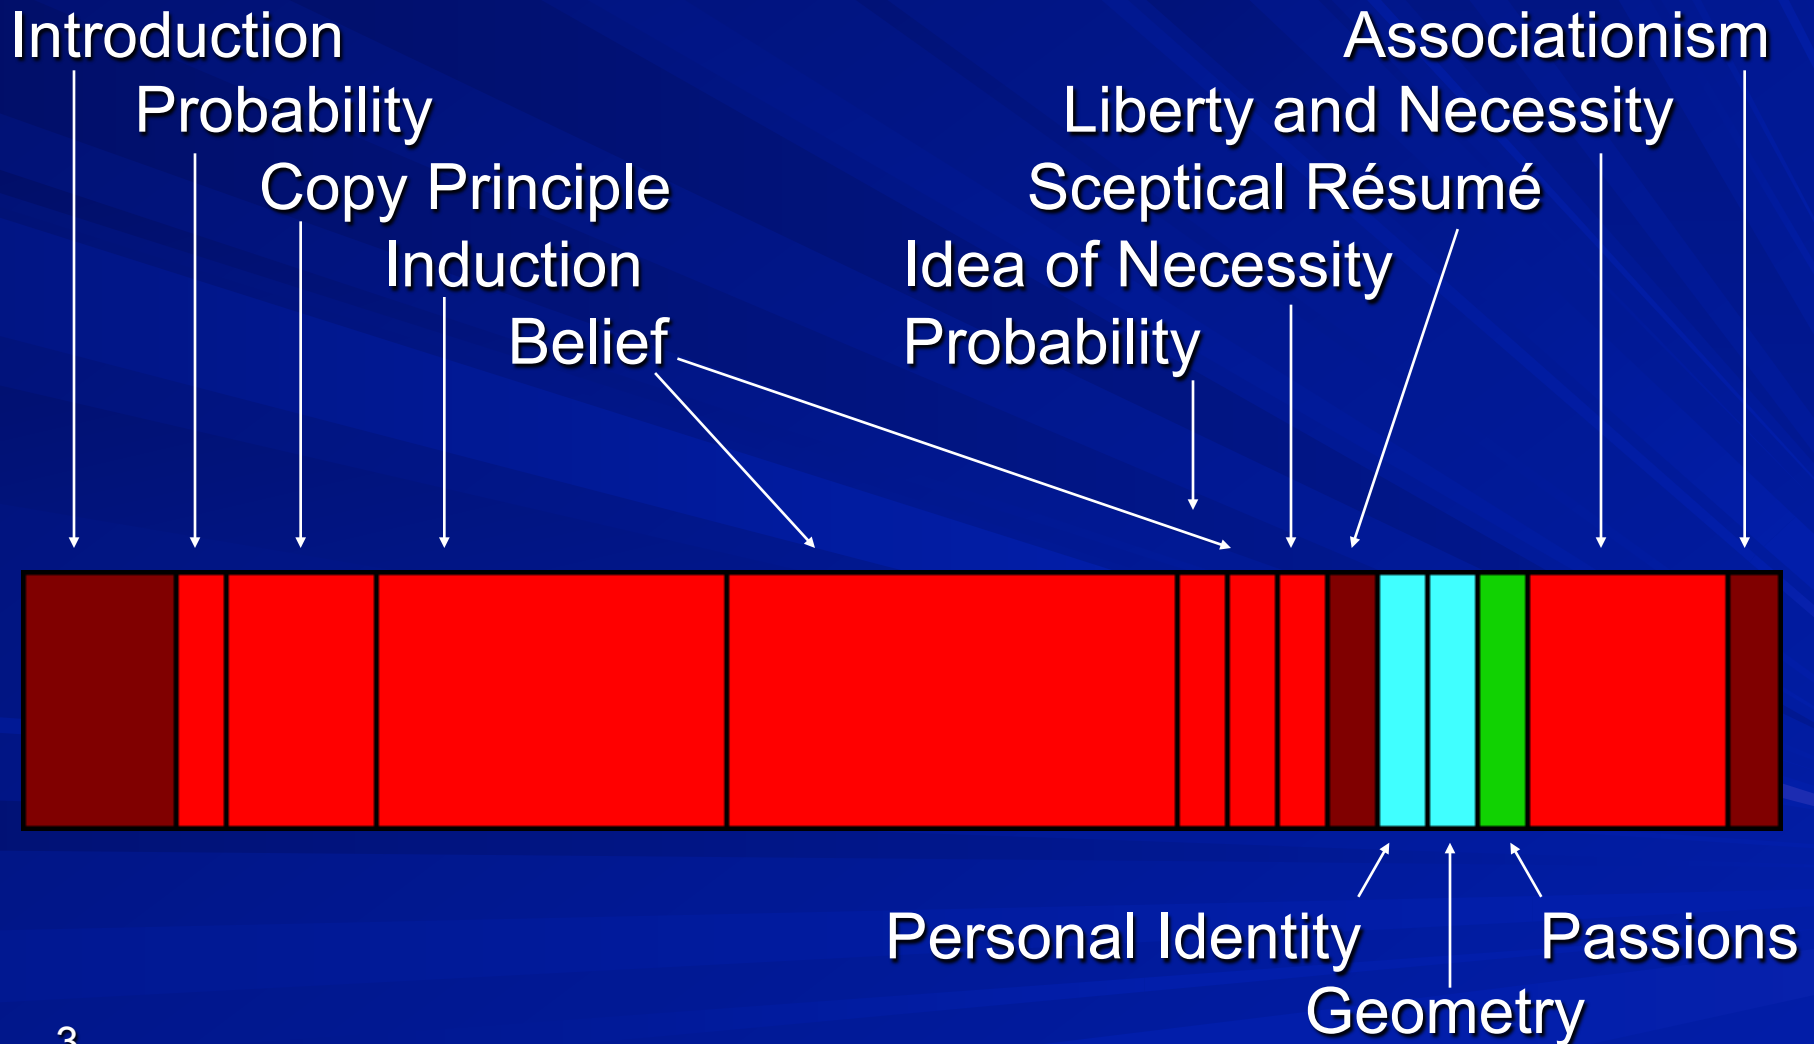 Introduction
Associationism
Probability
Liberty and Necessity
Copy Principle
Sceptical Résumé
Induction
Idea of Necessity
Belief
Probability
Personal Identity
Passions
Geometry
3